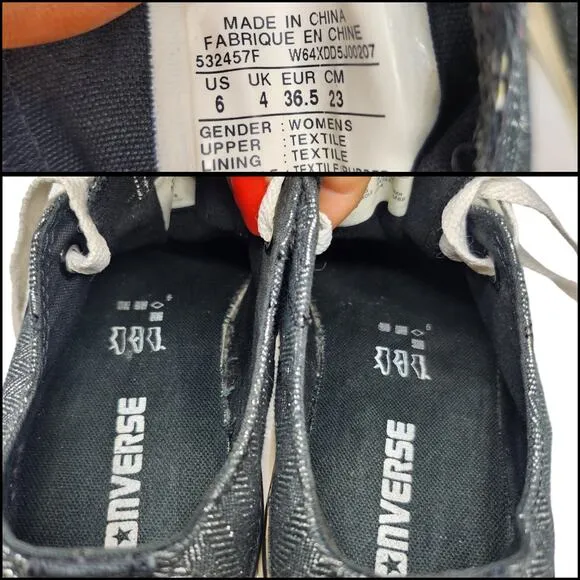 MADE IN CHINA
FABRIQUE EN CHINE
532457F W64XDD5J00207
US UK EUR CM
6 4 36.5 23
GENDER : WOMENS
UPPER : TEXTILE
LINING : TEXTILE
CONVERSE
CONVERSE